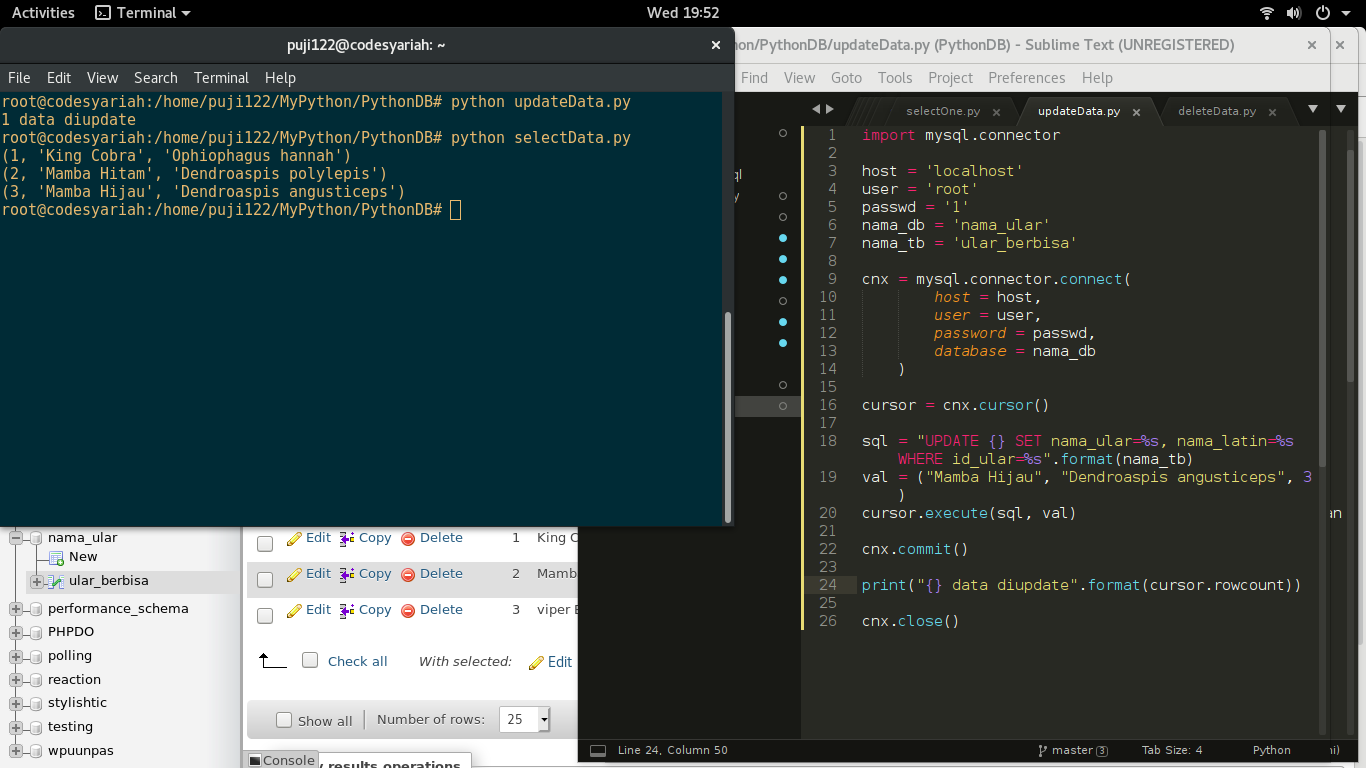 Activities Terminal Wed 19:52
puji122@codesyariah: ~
File Edit View Search Terminal Help
root@codesyariah:/home/puji122/MyPython/PythonDB# python updateData.py
1 data diupdate
root@codesyariah:/home/puji122/MyPython/PythonDB# python selectData.py
(1, 'King Cobra', 'Ophiophagus hannah')
(2, 'Mamba Hitam', 'Dendroaspis polylepis')
(3, 'Mamba Hijau', 'Dendroaspis angusticeps')
root@codesyariah:/home/puji122/MyPython/PythonDB#
/PythonDB/updateData.py (PythonDB) - Sublime Text (UNREGISTERED)
Find View Goto Tools Project Preferences Help
selectOne.py updateData.py deleteData.py
1 import mysql.connector
2
3 host = 'localhost'
4 user = 'root'
5 passwd = '1'
6 nama_db = 'nama_ular'
7 nama_tb = 'ular_berbisa'
8
9 cnx = mysql.connector.connect(
10 host = host,
11 user = user,
12 password = passwd,
13 database = nama_db
14 )
15
16 cursor = cnx.cursor()
17
18 sql = "UPDATE {} SET nama_ular=%s, nama_latin=%s
WHERE id_ular=%s".format(nama_tb)
19 val = ("Mamba Hijau", "Dendroaspis angusticeps", 3
)
20 cursor.execute(sql, val)
21
22 cnx.commit()
23
24 print("{} data diupdate".format(cursor.rowcount))
25
26 cnx.close()
Line 24, Column 50 master 3 Tab Size: 4 Python
nama_ular
New
ular_berbisa
performance_schema
PHPDO
polling
reaction
stylishtic
testing
wpuunpas
Edit Copy Delete 1 King
Edit Copy Delete 2 Mamb
Edit Copy Delete 3 viper
Check all With selected: Edit
Show all Number of rows: 25
Console
results operations